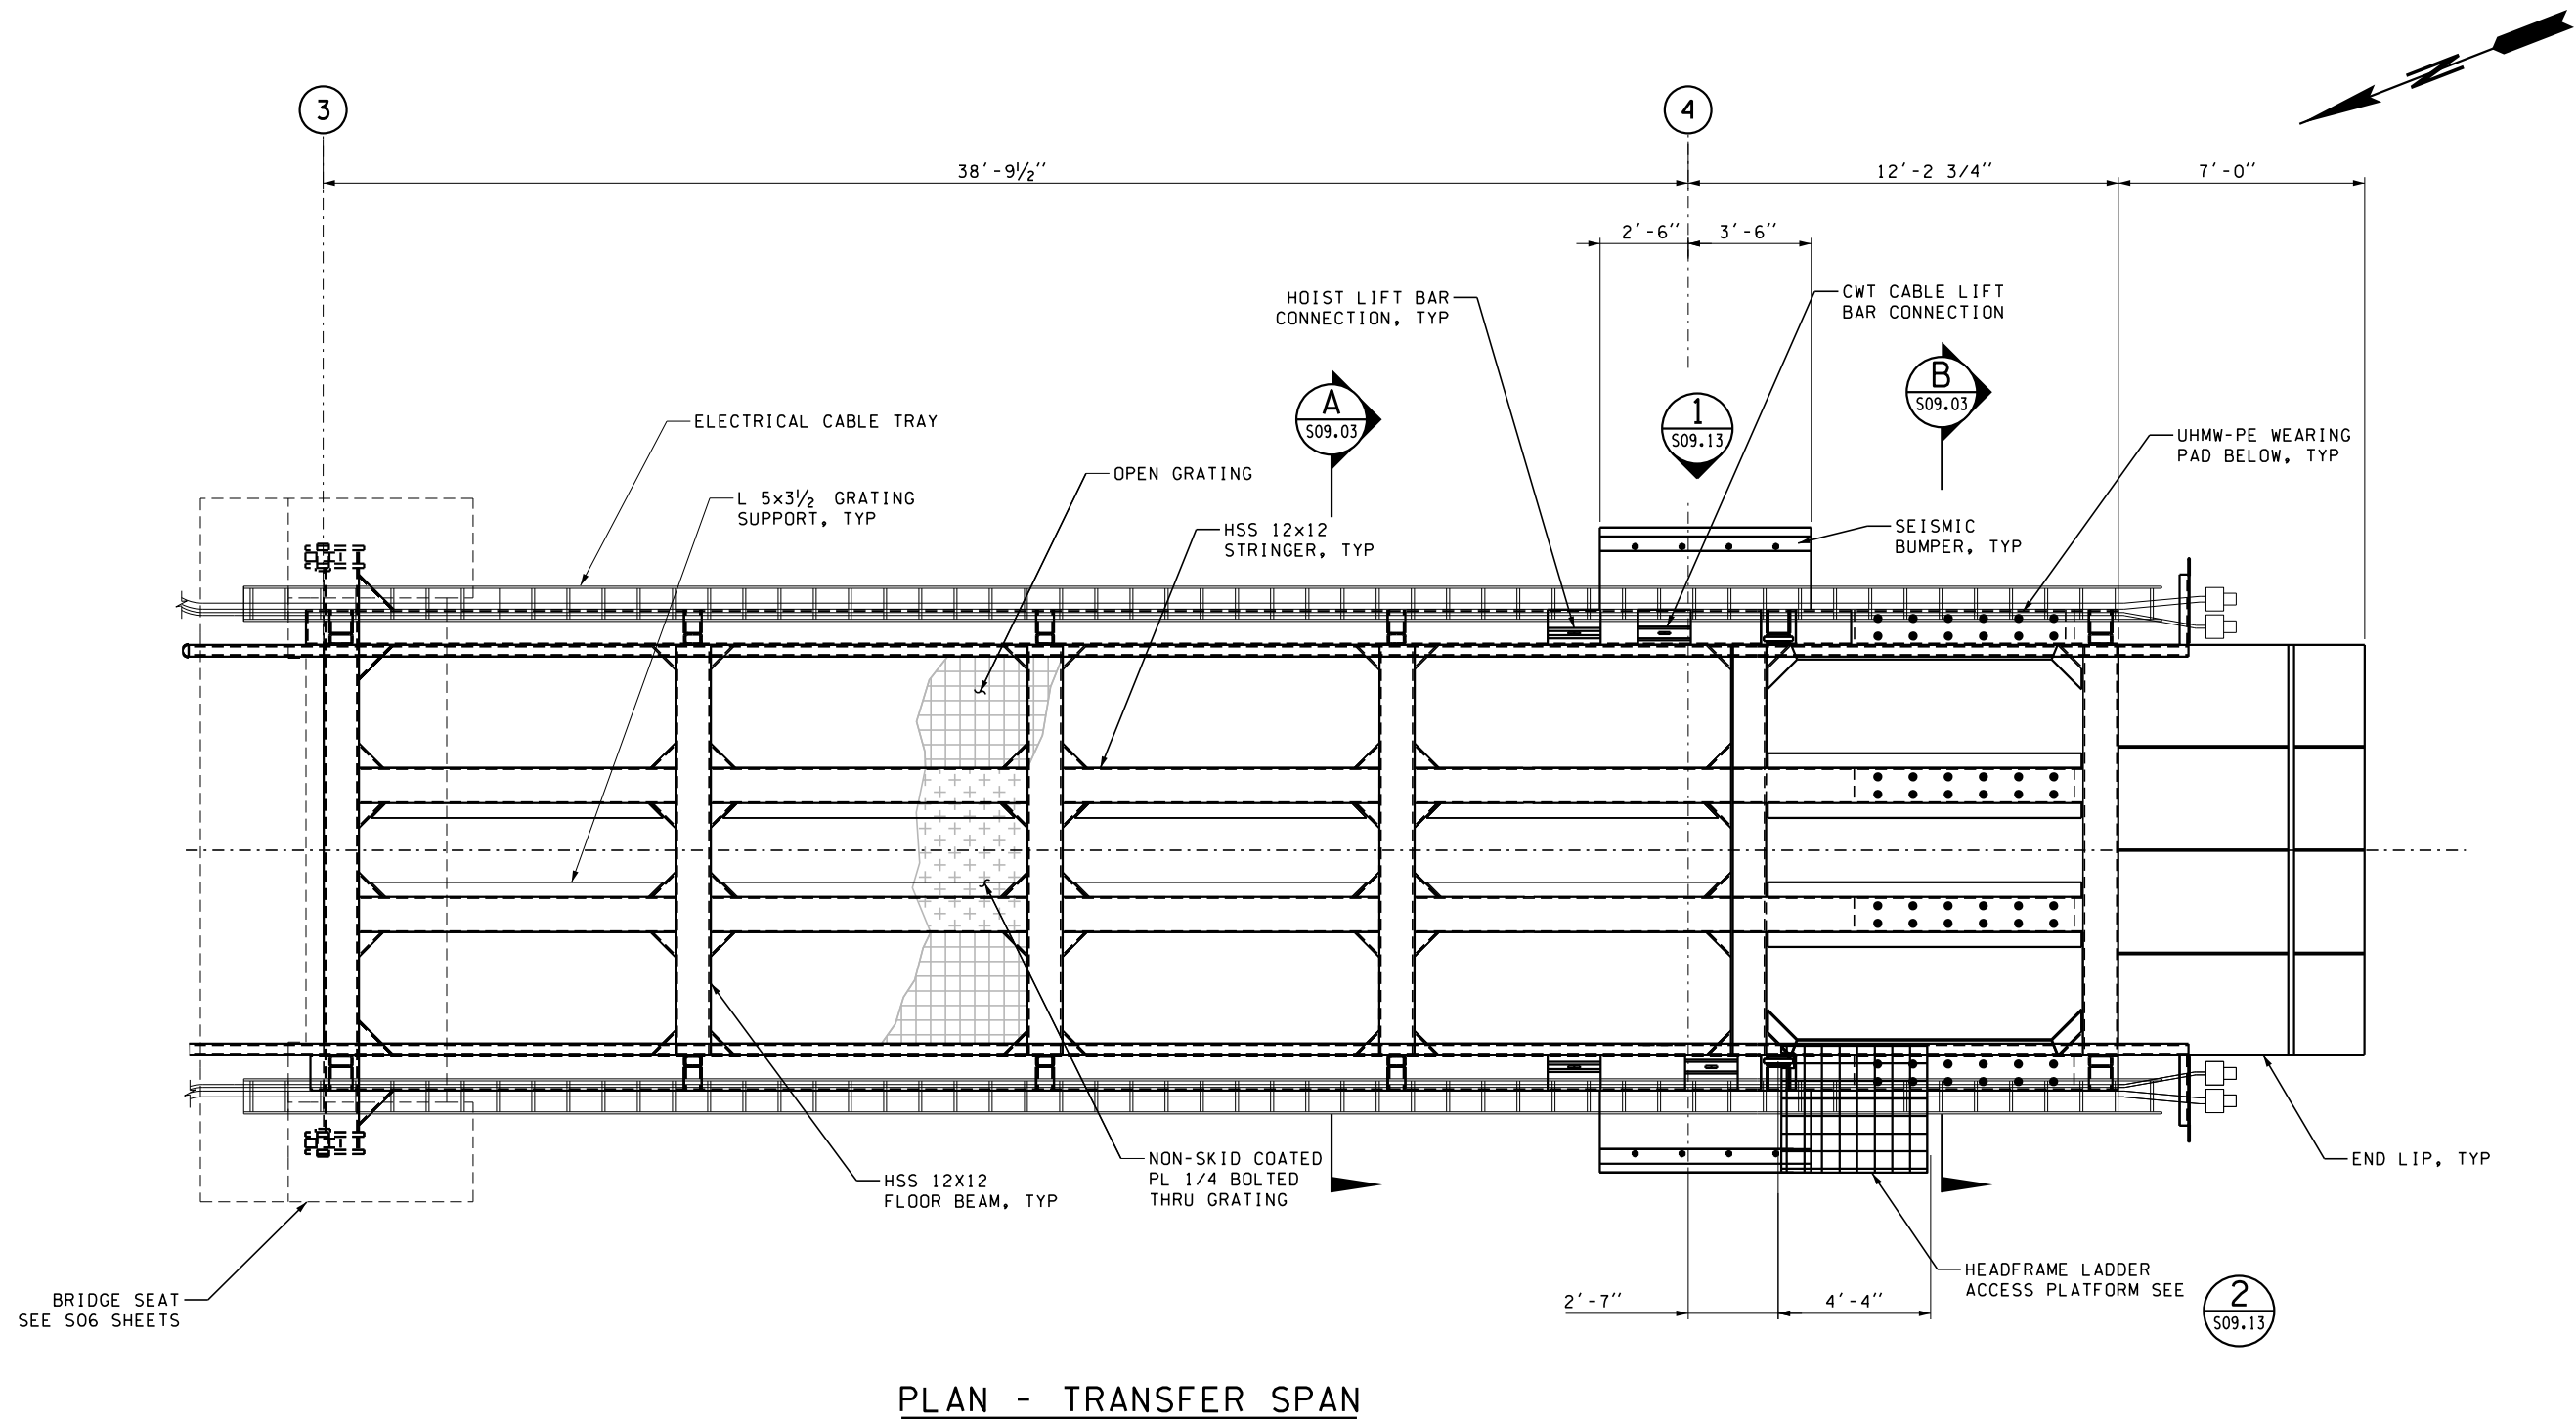 N
3
4
38'-9½"
12'-2 3/4"
7'-0"
2'-6"
3'-6"
HOIST LIFT BAR
CONNECTION, TYP
CWT CABLE LIFT
BAR CONNECTION
A
S09.03
1
S09.13
B
S09.03
ELECTRICAL CABLE TRAY
OPEN GRATING
UHMW-PE WEARING
PAD BELOW, TYP
L 5x3½ GRATING
SUPPORT, TYP
HSS 12x12
STRINGER, TYP
SEISMIC
BUMPER, TYP
NON-SKID COATED
PL 1/4 BOLTED
THRU GRATING
END LIP, TYP
HSS 12X12
FLOOR BEAM, TYP
HEADFRAME LADDER
ACCESS PLATFORM SEE
2
S09.13
BRIDGE SEAT
SEE S06 SHEETS
2'-7"
4'-4"
PLAN - TRANSFER SPAN